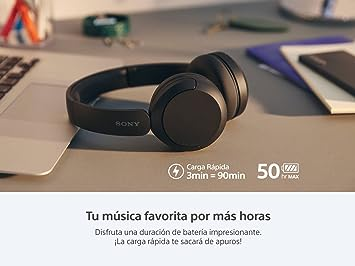 SONY
Carga Rápida
3min = 90min
50
Tu música favorita por más horas
Disfruta una duración de batería impresionante.
¡La carga rápida te sacará de apuros!